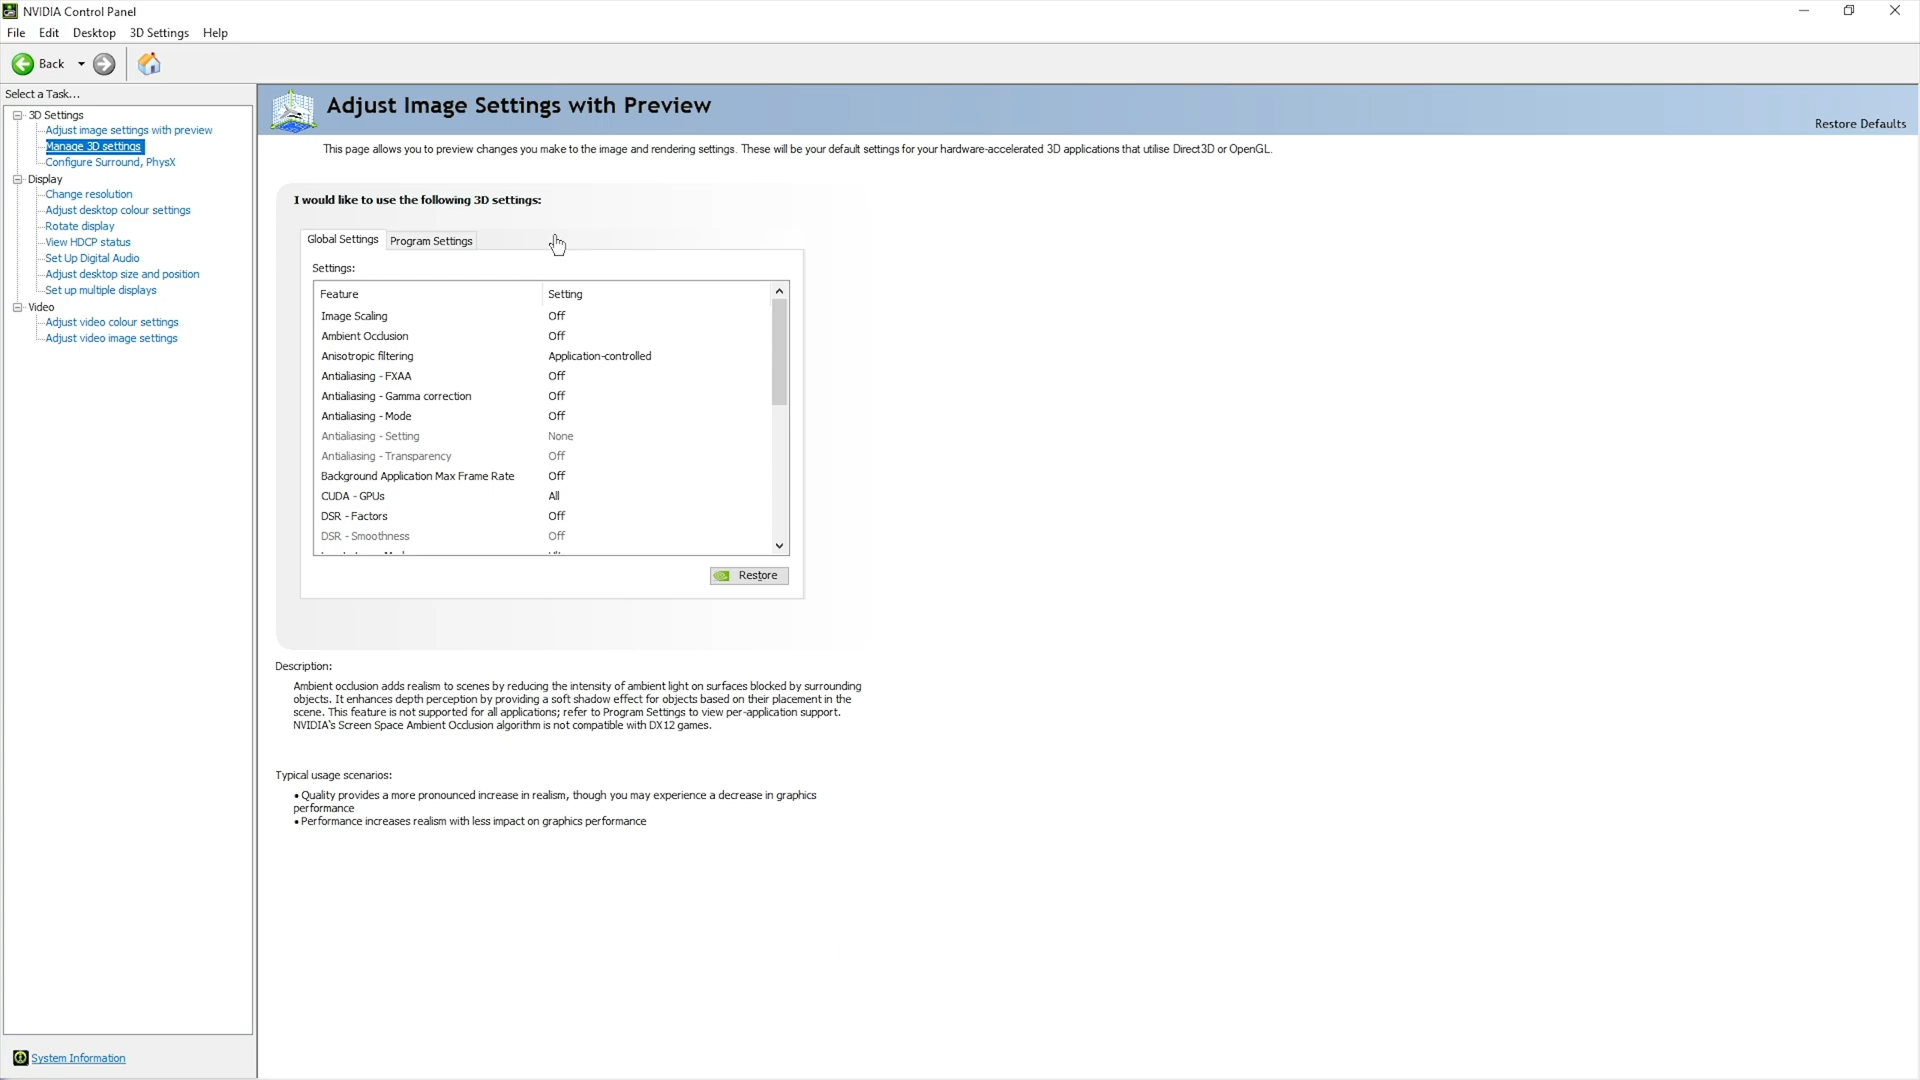 NVIDIA Control Panel
File Edit Desktop 3D Settings Help
Back
Select a Task...
3D Settings
Adjust image settings with preview
Manage 3D settings
Configure Surround, PhysX
Display
Change resolution
Adjust desktop colour settings
Rotate display
View HDCP status
Set Up Digital Audio
Adjust desktop size and position
Set up multiple displays
Video
Adjust video colour settings
Adjust video image settings
System Information
Adjust Image Settings with Preview
Restore Defaults
This page allows you to preview changes you make to the image and rendering settings. These will be your default settings for your hardware-accelerated 3D applications that utilise Direct3D or OpenGL.
I would like to use the following 3D settings:
Global Settings Program Settings
Settings:
Feature Setting
Image Scaling Off
Ambient Occlusion Off
Anisotropic filtering Application-controlled
Antialiasing - FXAA Off
Antialiasing - Gamma correction Off
Antialiasing - Mode Off
Antialiasing - Setting None
Antialiasing - Transparency Off
Background Application Max Frame Rate Off
CUDA - GPUs All
DSR - Factors Off
DSR - Smoothness Off
Restore
Description:
Ambient occlusion adds realism to scenes by reducing the intensity of ambient light on surfaces blocked by surrounding
objects. It enhances depth perception by providing a soft shadow effect for objects based on their placement in the
scene. This feature is not supported for all applications; refer to Program Settings to view per-application support.
NVIDIA's Screen Space Ambient Occlusion algorithm is not compatible with DX12 games.
Typical usage scenarios:
• Quality provides a more pronounced increase in realism, though you may experience a decrease in graphics
performance
• Performance increases realism with less impact on graphics performance